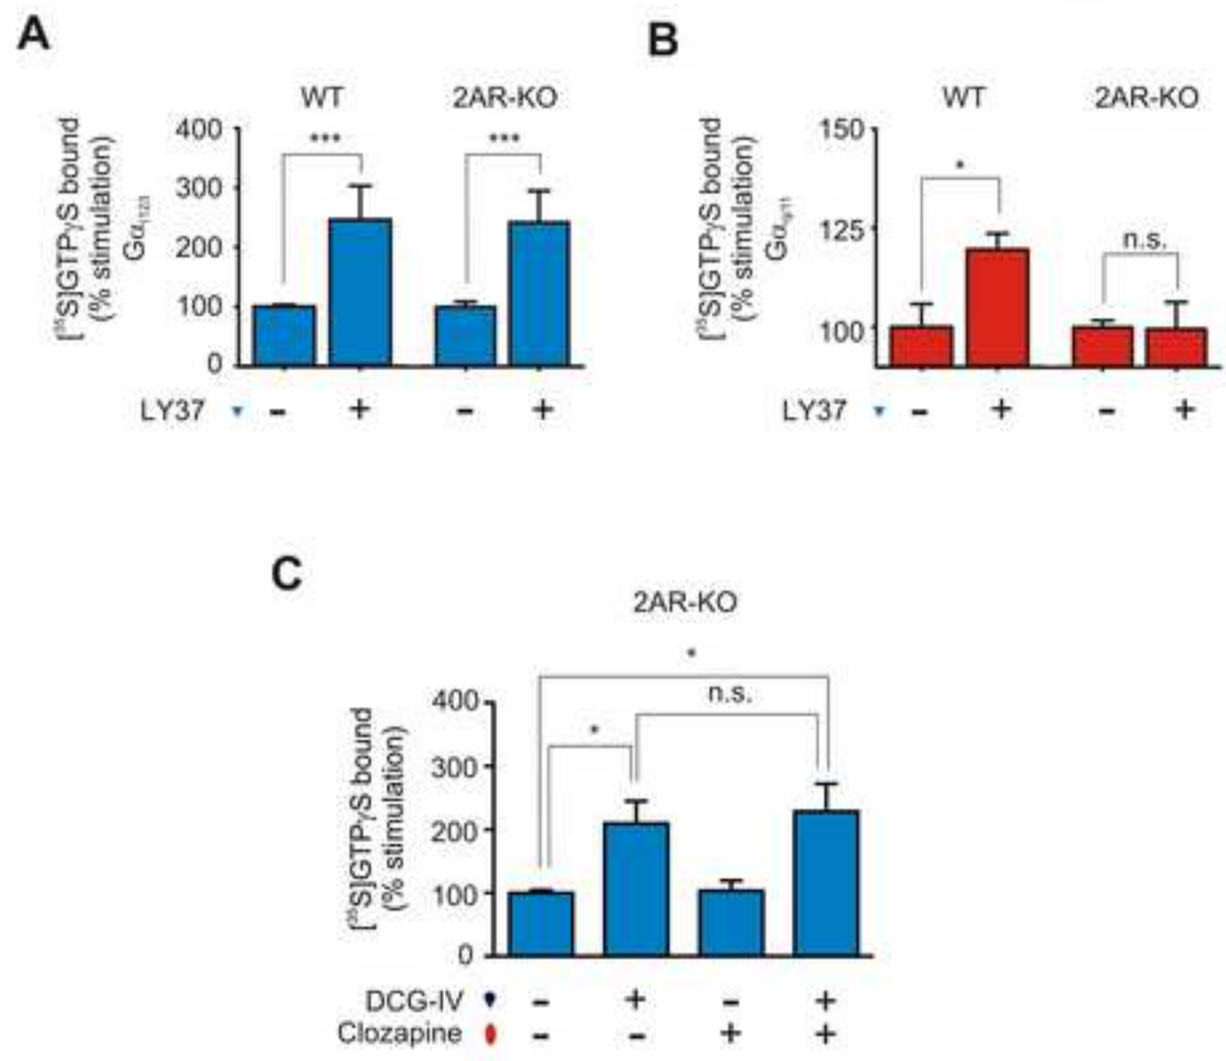 A
WT 2AR-KO
[³⁵S]GTPγS bound
(% stimulation)
Gαi123
400
300
200
100
0
*** ***
LY37 - + - +
B
WT 2AR-KO
[³⁵S]GTPγS bound
(% stimulation)
Gαq11
150
125
100
* n.s.
LY37 - + - +
C
2AR-KO
[³⁵S]GTPγS bound
(% stimulation)
400
300
200
100
0
*
n.s.
*
DCG-IV - + - +
Clozapine - - + +